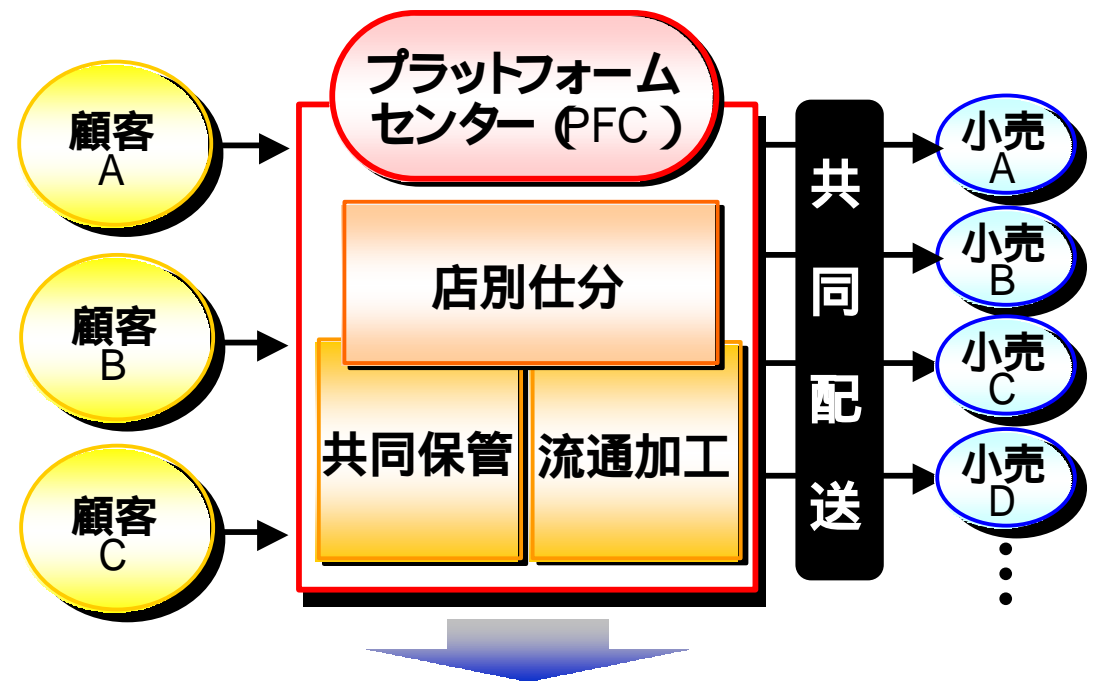 プラットフォーム
センター（PFC）
顧客
A
顧客
B
顧客
C
店別仕分
共同保管
流通加工
共同配送
小売
A
小売
B
小売
C
小売
D